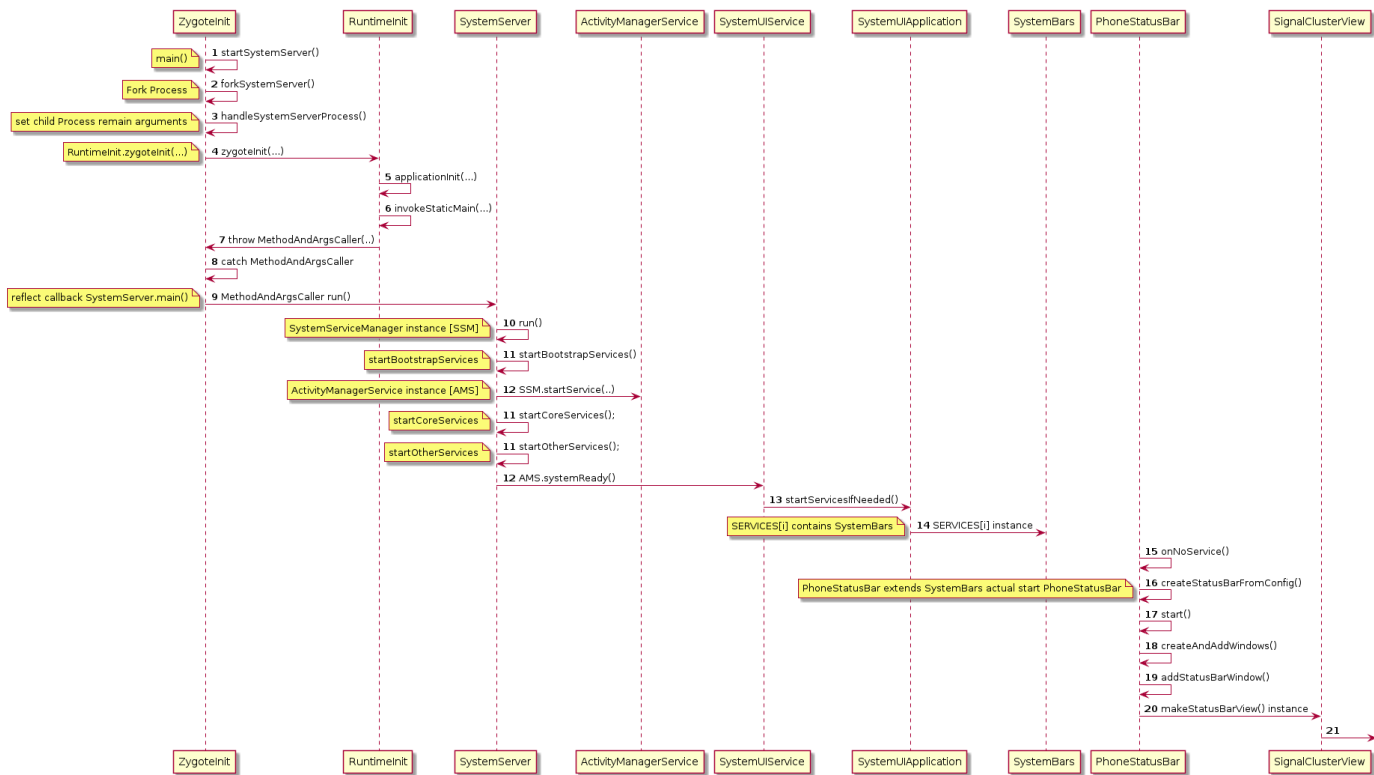 ZygoteInit RuntimeInit SystemServer ActivityManagerService SystemUIService SystemUIApplication SystemBars PhoneStatusBar SignalClusterView
main() 1 startSystemServer()
Fork Process 2 forkSystemServer()
set child Process remain arguments 3 handleSystemServerProcess()
RuntimeInit.zygoteInit(...) 4 zygoteInit(...)
5 applicationInit(...)
6 invokeStaticMain(...)
7 throw MethodAndArgsCaller(..)
8 catch MethodAndArgsCaller
reflect callback SystemServer.main() 9 MethodAndArgsCaller run()
SystemServiceManager instance [SSM] 10 run()
startBootstrapServices 11 startBootstrapServices()
ActivityManagerService instance [AMS] 12 SSM.startService(..)
startCoreServices 11 startCoreServices();
startOtherServices 11 startOtherServices;
12 AMS.systemReady()
13 startServicesIfNeeded()
SERVICES[i] contains SystemBars 14 SERVICES[i] instance
15 onNoService()
PhoneStatusBar extends SystemBars actual start PhoneStatusBar 16 createStatusBarFromConfig()
17 start()
18 createAndAddWindows()
19 addStatusBarWindow()
20 makeStatusBarView() instance
21
ZygoteInit RuntimeInit SystemServer ActivityManagerService SystemUIService SystemUIApplication SystemBars PhoneStatusBar SignalClusterView